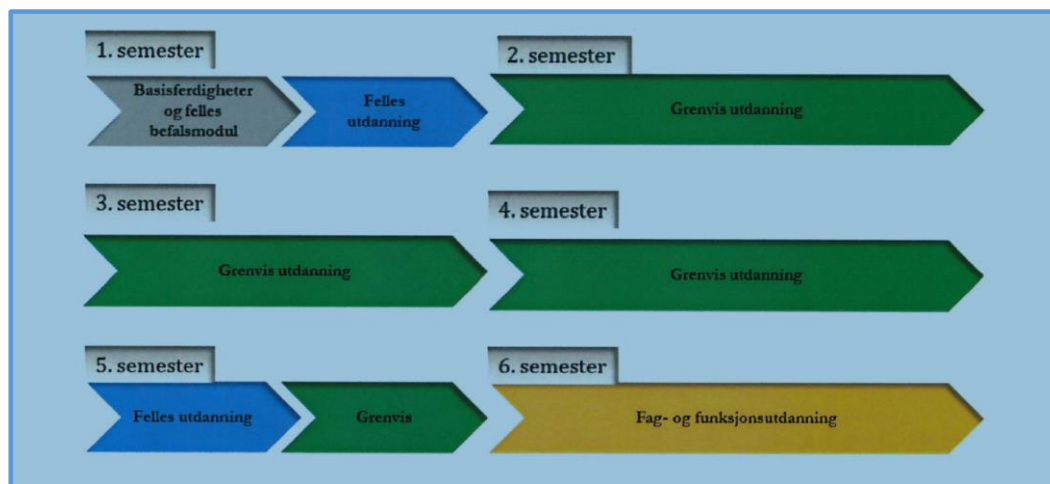 1. semester
Basisferdigheter
og felles
befalsmodul
Felles
utdanning
2. semester
Grenvis utdanning
3. semester
Grenvis utdanning
4. semester
Grenvis utdanning
5. semester
Felles utdanning
Grenvis
6. semester
Fag- og funksjonsutdanning